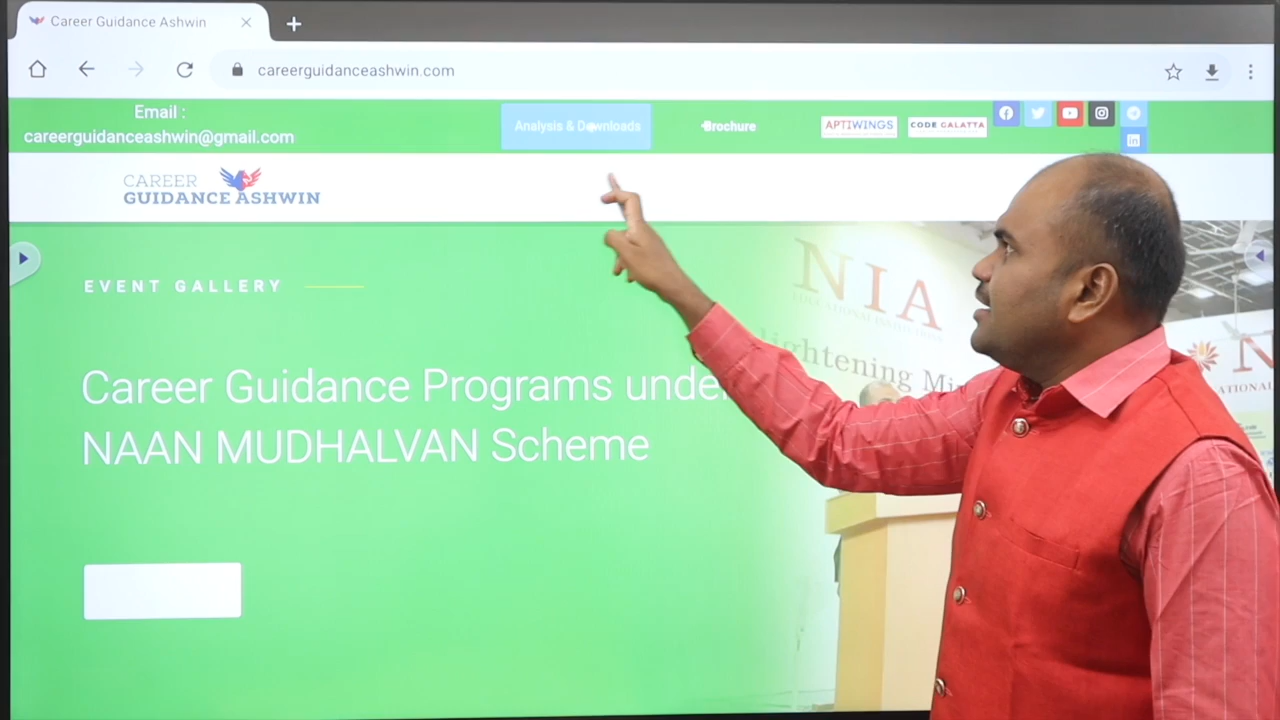 Career Guidance Ashwin
careerguidanceashwin.com
Email :
careerguidanceashwin@gmail.com
Analysis & Downloads
Brochure
APTIWINGS
CODE GALATTA
CAREER
GUIDANCE ASHWIN
EVENT GALLERY
Career Guidance Programs under
NAAN MUDHALVAN Scheme
NIA